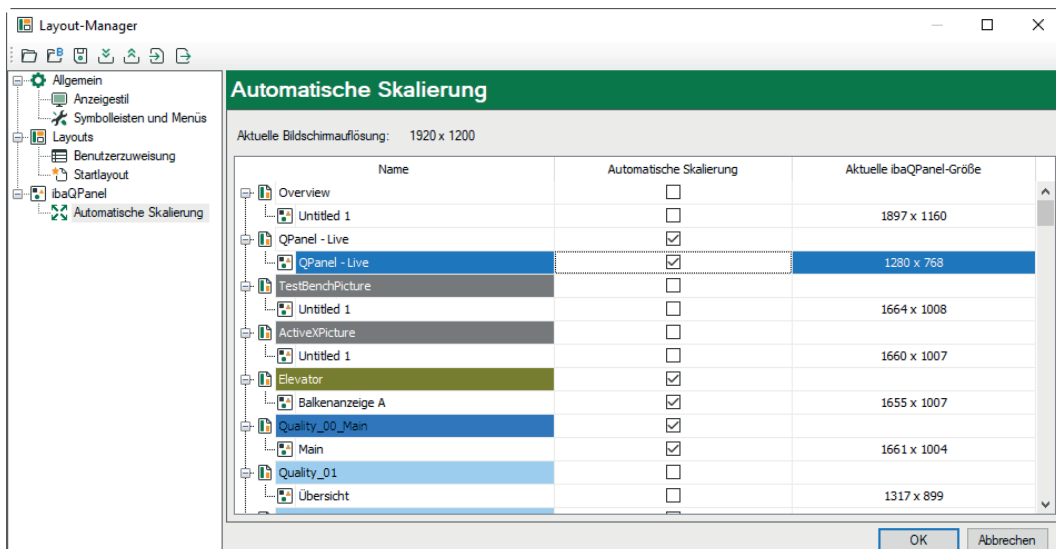 Layout-Manager
Allgemein
Anzeigestil
Symbolleisten und Menüs
Layouts
Benutzerzuweisung
Startlayout
ibaQPanel
Automatische Skalierung
Automatische Skalierung
Aktuelle Bildschirmauflösung: 1920 x 1200
Name Automatische Skalierung Aktuelle ibaQPanel-Größe
Overview
Untitled 1 1897 x 1160
QPanel - Live
QPanel - Live 1280 x 768
TestBenchPicture
Untitled 1 1664 x 1008
ActiveXPicture
Untitled 1 1660 x 1007
Elevator
Balkenanzeige A 1655 x 1007
Quality_00_Main
Main 1661 x 1004
Quality_01
Übersicht 1317 x 899
OK Abbrechen